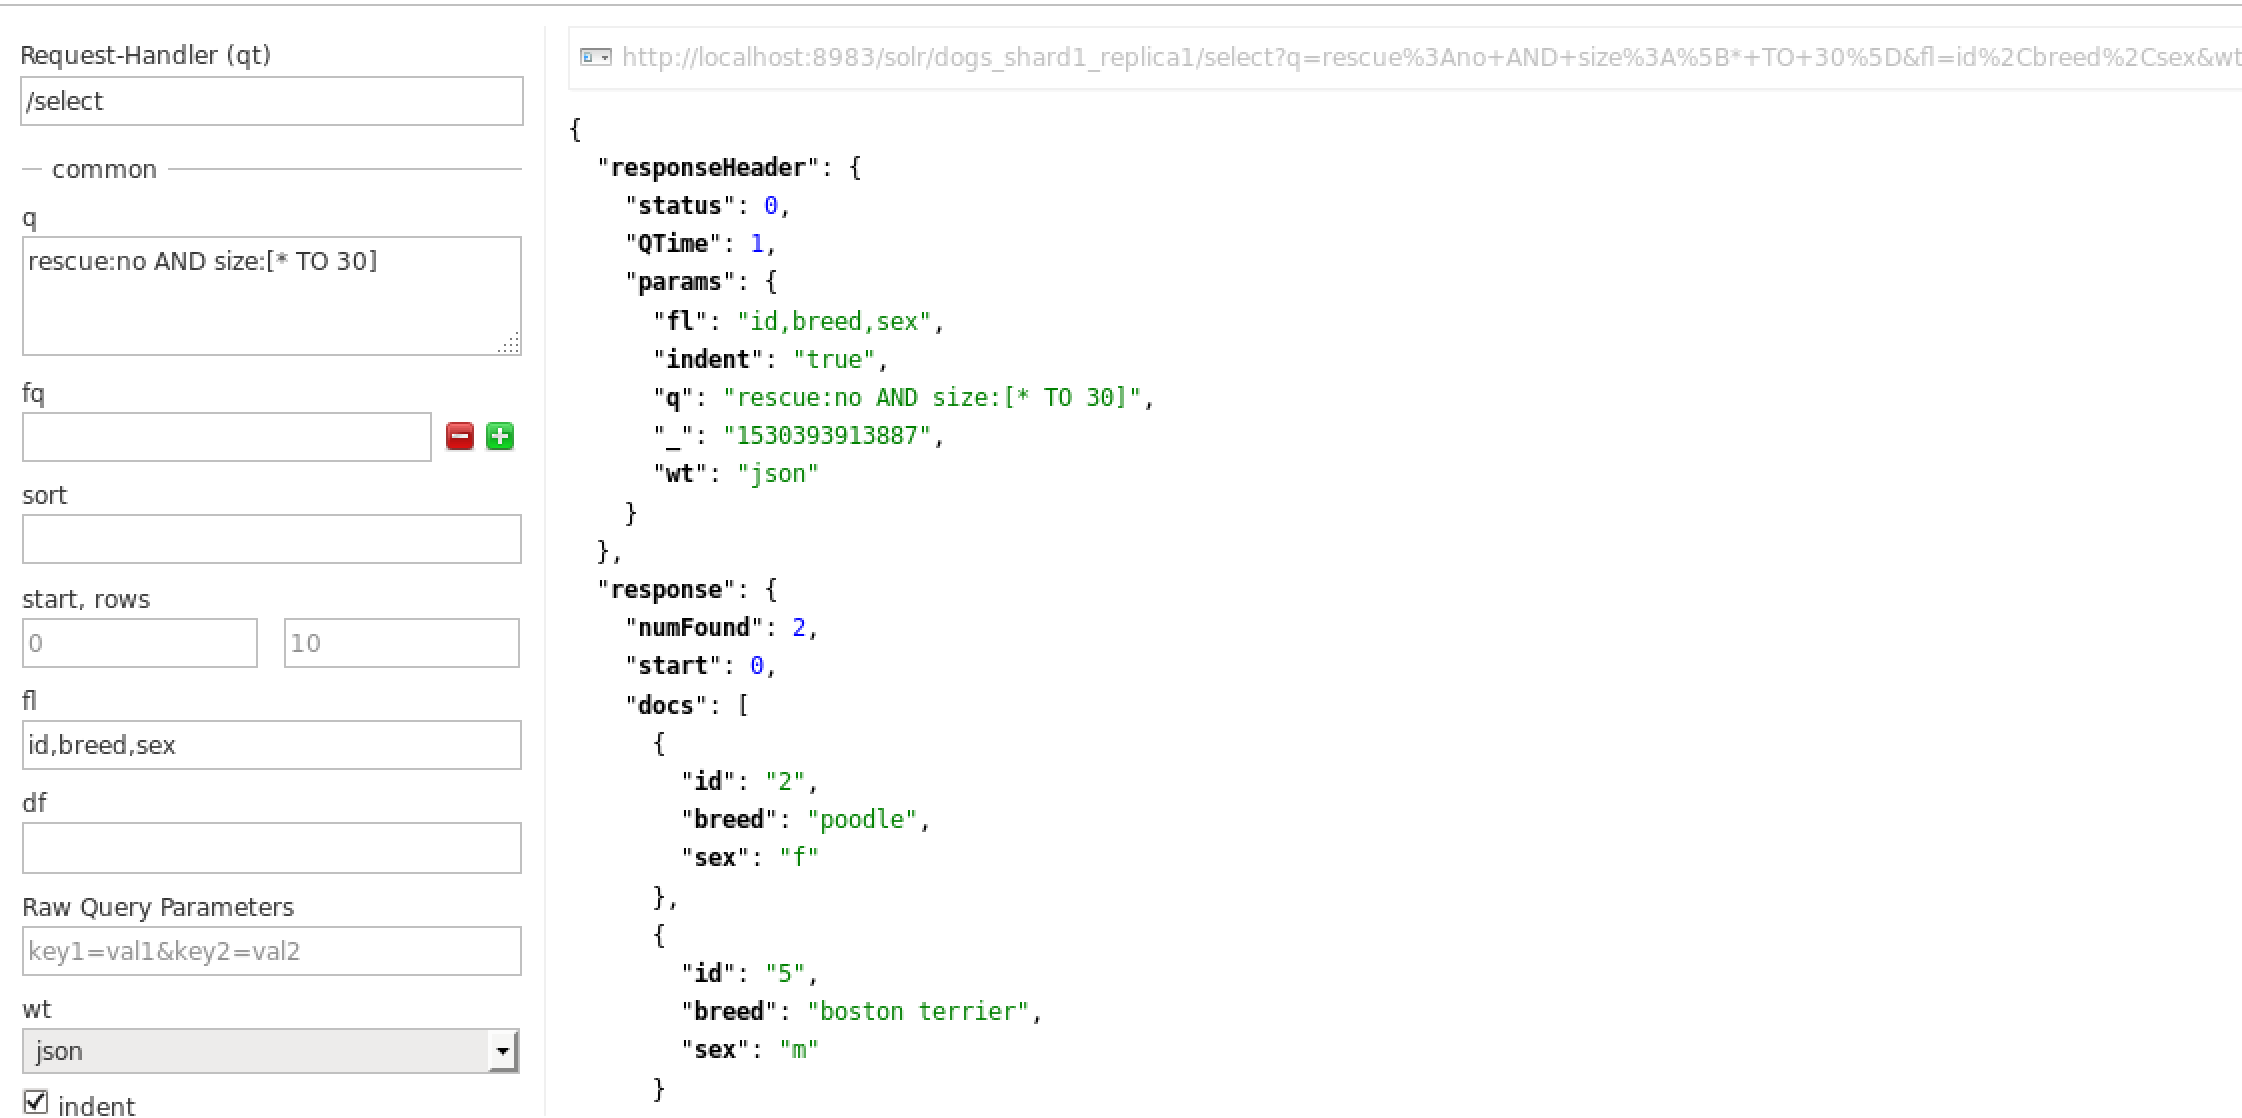 Request-Handler (qt)
/select
common
q
rescue:no AND size:[* TO 30]
fq
sort
start, rows
0 10
fl
id,breed,sex
df
Raw Query Parameters
key1=val1&key2=val2
wt
json
indent
http://localhost:8983/solr/dogs_shard1_replica1/select?q=rescue%3Ano+AND+size%3A%5B*+TO+30%5D&fl=id%2Cbreed%2Csex&wt
{
"responseHeader": {
"status": 0,
"QTime": 1,
"params": {
"fl": "id,breed,sex",
"indent": "true",
"q": "rescue:no AND size:[* TO 30]",
"_": "1530393913887",
"wt": "json"
}
},
"response": {
"numFound": 2,
"start": 0,
"docs": [
{
"id": "2",
"breed": "poodle",
"sex": "f"
},
{
"id": "5",
"breed": "boston terrier",
"sex": "m"
}